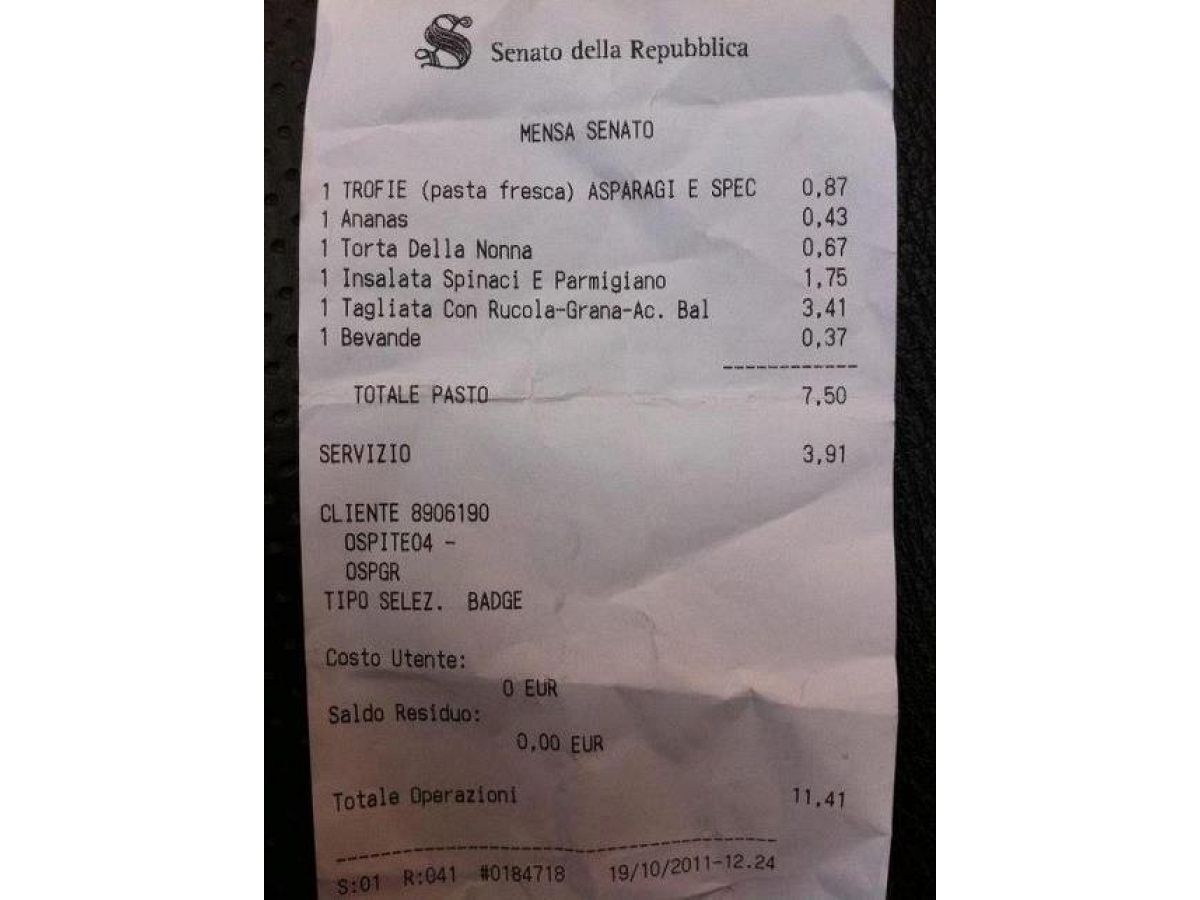 S Senato della Repubblica
MENSA SENATO
1 TROFIE (pasta fresca) ASPARAGI E SPEC 0,87
1 Ananas 0,43
1 Torta Della Nonna 0,67
1 Insalata Spinaci E Parmigiano 1,75
1 Tagliata Con Rucola-Grana-Ac. Bal 3,41
1 Bevande 0,37
------------
TOTALE PASTO 7,50
SERVIZIO 3,91
CLIENTE 8906190
OSPITE04 -
OSPGR
TIPO SELEZ. BADGE
Costo Utente:
0 EUR
Saldo Residuo:
0,00 EUR
Totale Operazioni 11,41
----------------------------------------
S:01 R:041 #0184718 19/10/2011-12.24